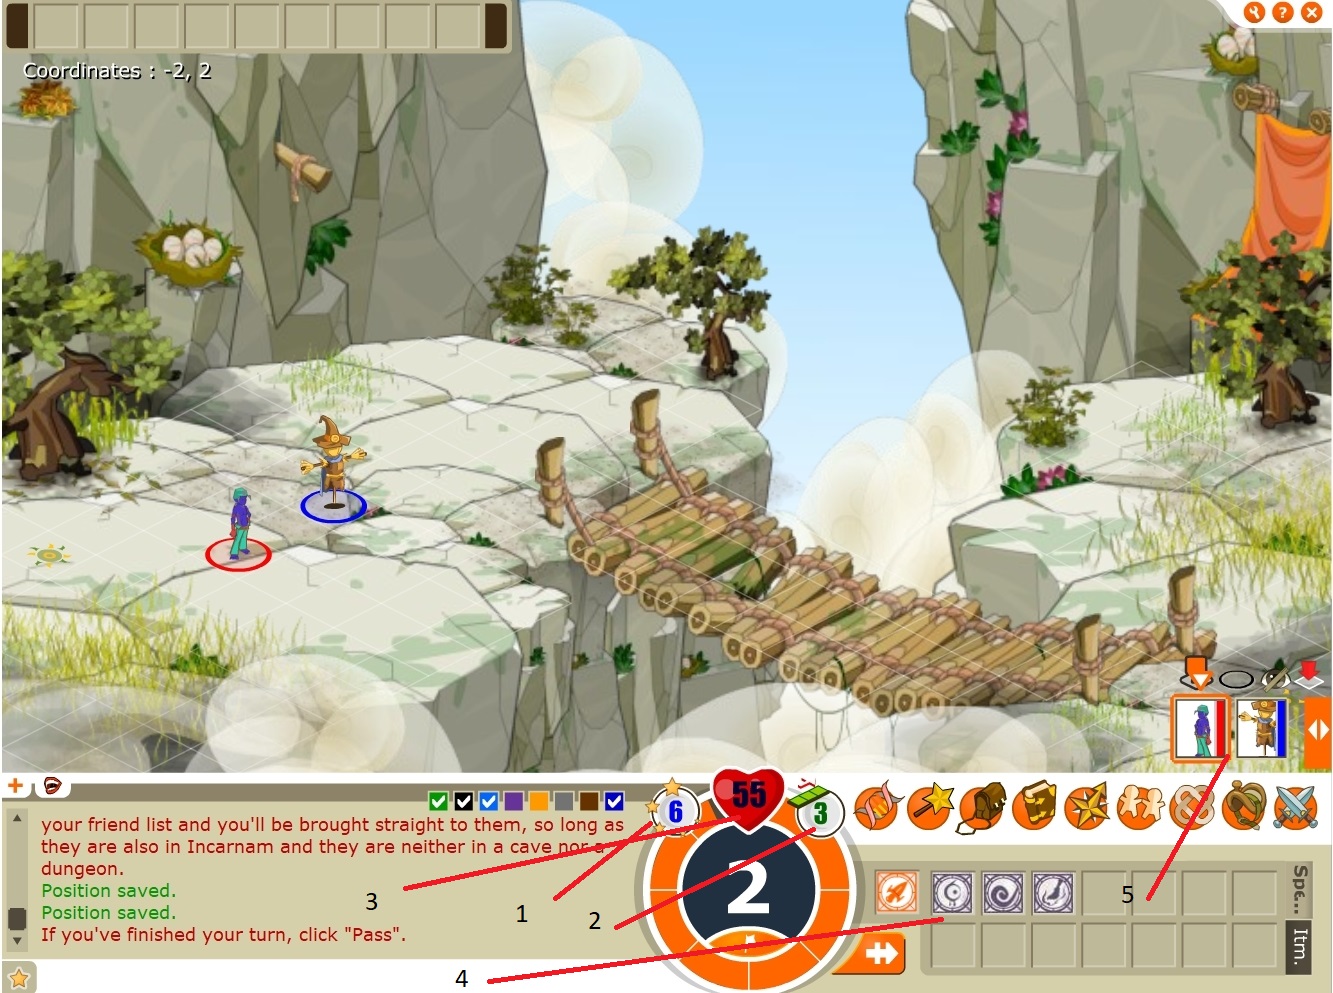 Coordinates : -2, 2
?
6
55
3
your friend list and you'll be brought straight to them, so long as
they are also in Incarnam and they are neither in a cave nor a
dungeon.
Position saved.
Position saved.
If you've finished your turn, click "Pass".
2
3
1
2
4
5
Spe...
Itm.